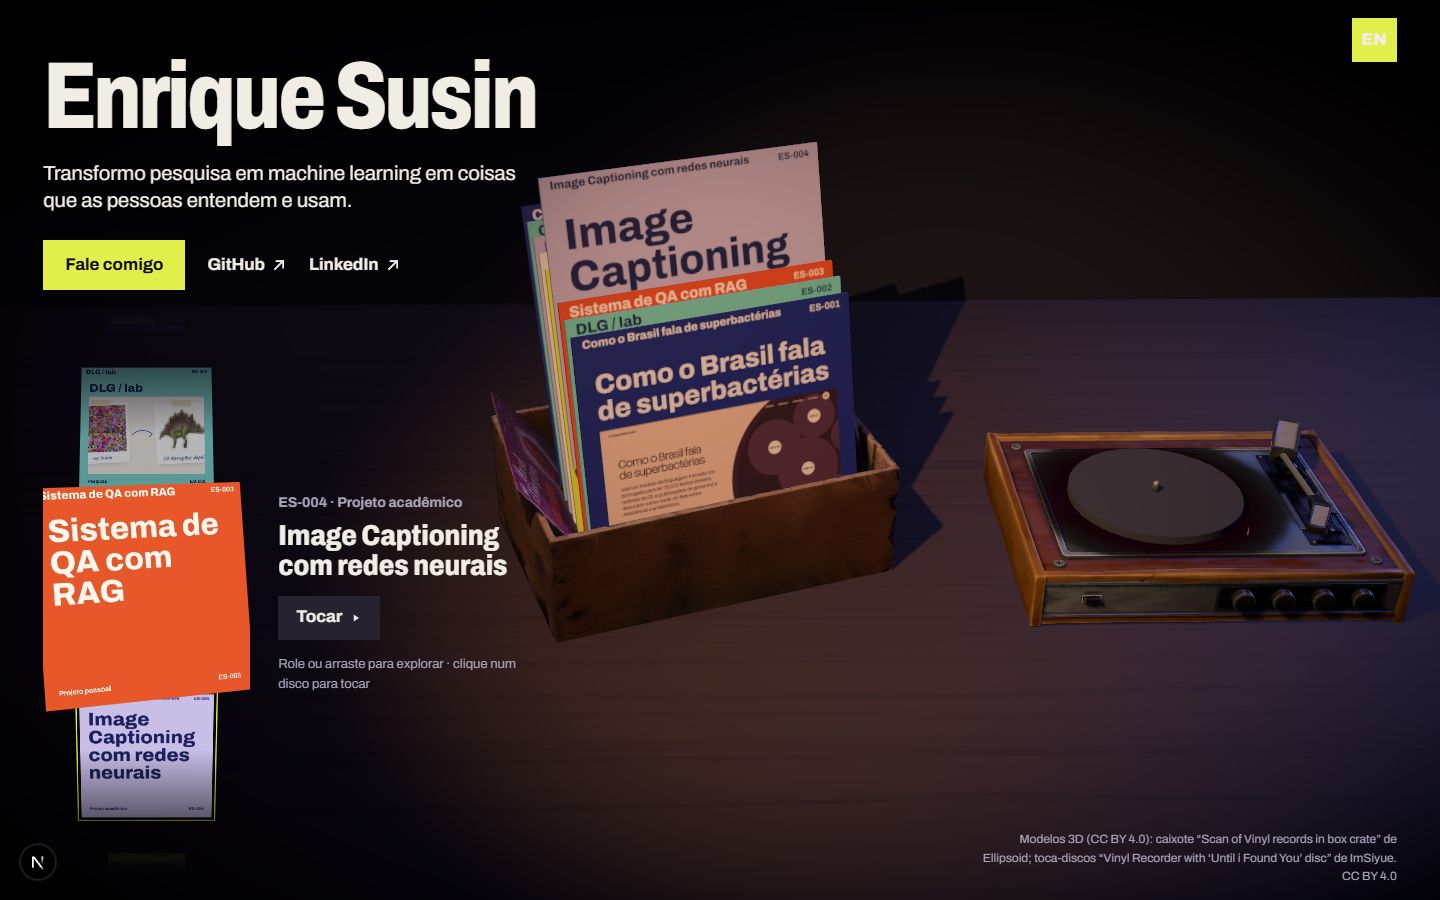 EN
Enrique Susin
Transformo pesquisa em machine learning em coisas
que as pessoas entendem e usam.
Fale comigo
GitHub
LinkedIn
Image Captioning com redes neurais
ES-004
Image
Captioning
Sistema de QA com RAG
ES-003
DLG / lab
ES-002
Como o Brasil fala de superbactérias
ES-001
Como o Brasil fala
de superbactérias
Como o Brasil fala
de superbactérias
DLG / lab
DLG / lab
Sistema de QA com RAG
ES-003
Sistema de
QA com
RAG
Projeto pessoal
ES-003
ES-004 · Projeto acadêmico
Image Captioning
com redes neurais
Tocar
Role ou arraste para explorar · clique num
disco para tocar
Image
Captioning
com redes
neurais
Projeto acadêmico
ES-004
N
Modelos 3D (CC BY 4.0): caixote “Scan of Vinyl records in box crate” de
Ellipsoid; toca-discos “Vinyl Recorder with ‘Until i Found You’ disc” de ImSiyue.
CC BY 4.0